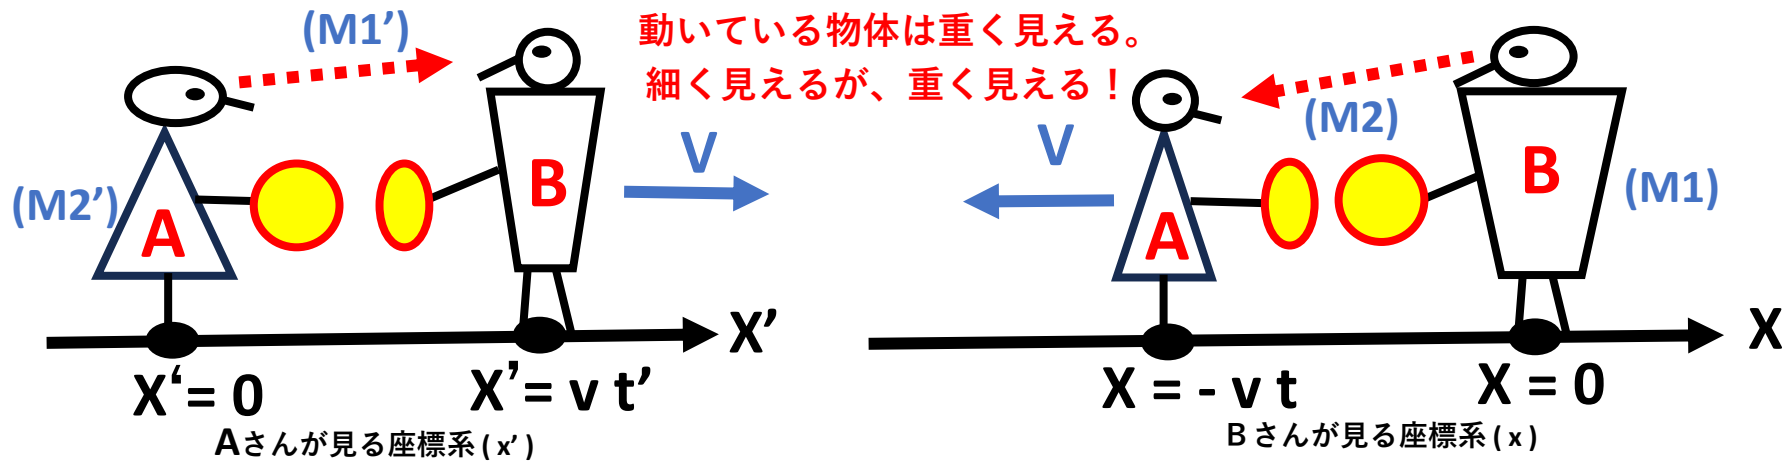 (M1’)
動いている物体は重く見える。
細く見えるが、重く見える！
(M2’)
A
B
V
V
(M2)
A
B
(M1)
X’
X
X‘= 0
X’= v t’
X = - v t
X = 0
Aさんが見る座標系 ( x’ )
Ｂさんが見る座標系 ( x )